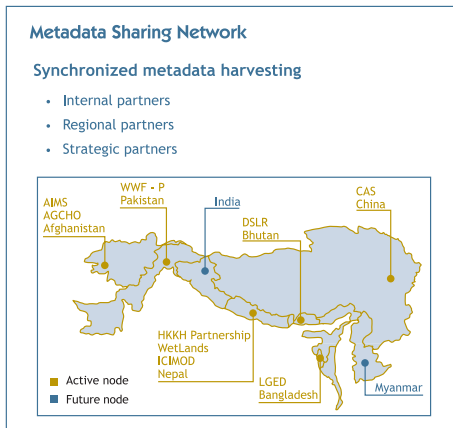 Metadata Sharing Network
Synchronized metadata harvesting
• Internal partners
• Regional partners
• Strategic partners
AIMS
AGCHO
Afghanistan
WWF - P
Pakistan
India
DSLR
Bhutan
CAS
China
HKKH Partnership
WetLands
ICIMOD
Nepal
LGED
Bangladesh
Myanmar
Active node
Future node